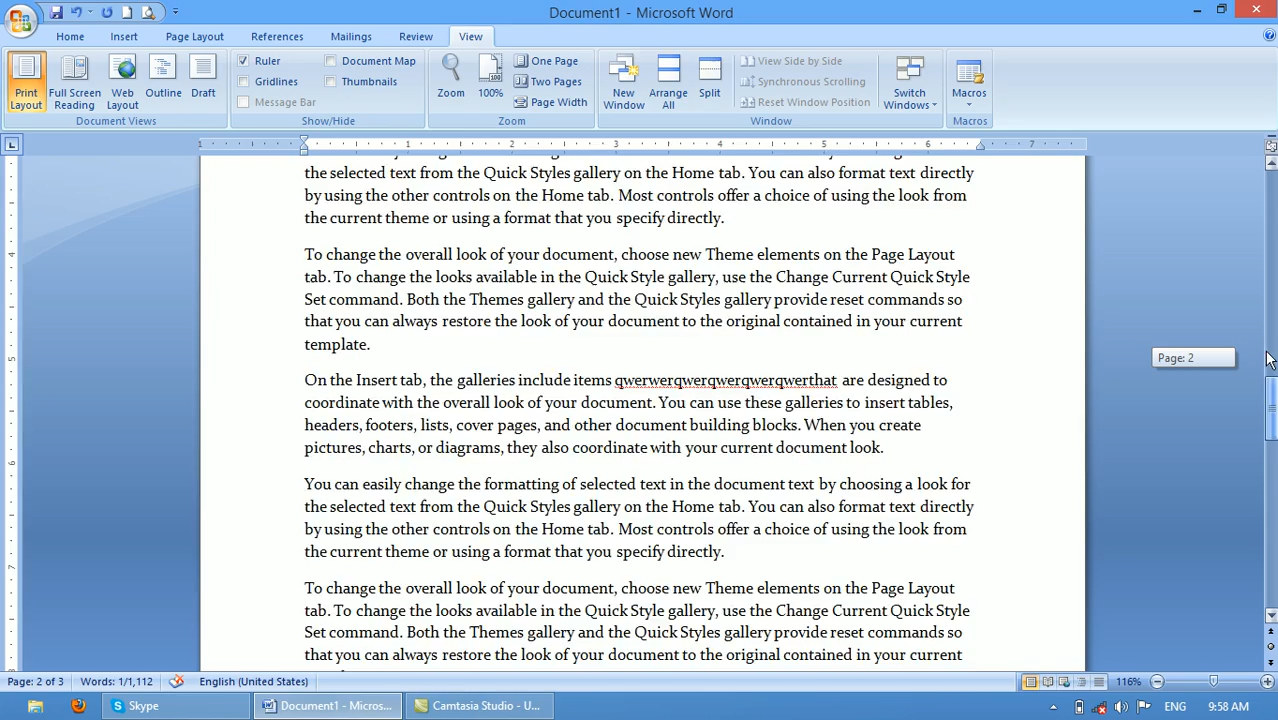 Document1 - Microsoft Word
Home Insert Page Layout References Mailings Review View
Print Layout
Full Screen Reading
Web Layout
Outline
Draft
Document Views
Ruler
Gridlines
Message Bar
Document Map
Thumbnails
Show/Hide
Zoom
100
100%
One Page
Two Pages
Page Width
Zoom
New Window
Arrange All
Split
View Side by Side
Synchronous Scrolling
Reset Window Position
Window
Switch Windows
Macros
Macros
1 1 2 3 4 5 6 7
the selected text from the Quick Styles gallery on the Home tab. You can also format text directly
by using the other controls on the Home tab. Most controls offer a choice of using the look from
the current theme or using a format that you specify directly.
To change the overall look of your document, choose new Theme elements on the Page Layout
tab. To change the looks available in the Quick Style gallery, use the Change Current Quick Style
Set command. Both the Themes gallery and the Quick Styles gallery provide reset commands so
that you can always restore the look of your document to the original contained in your current
template.
Page: 2
On the Insert tab, the galleries include items qwerwerqwerqwerqwerqwerthat are designed to
coordinate with the overall look of your document. You can use these galleries to insert tables,
headers, footers, lists, cover pages, and other document building blocks. When you create
pictures, charts, or diagrams, they also coordinate with your current document look.
You can easily change the formatting of selected text in the document text by choosing a look for
the selected text from the Quick Styles gallery on the Home tab. You can also format text directly
by using the other controls on the Home tab. Most controls offer a choice of using the look from
the current theme or using a format that you specify directly.
To change the overall look of your document, choose new Theme elements on the Page Layout
tab. To change the looks available in the Quick Style gallery, use the Change Current Quick Style
Set command. Both the Themes gallery and the Quick Styles gallery provide reset commands so
that you can always restore the look of your document to the original contained in your current
4
5
6
7
Page: 2 of 3 Words: 1/1,112 English (United States) 116%
Skype Document1 - Micros... Camtasia Studio - U... ENG 9:58 AM